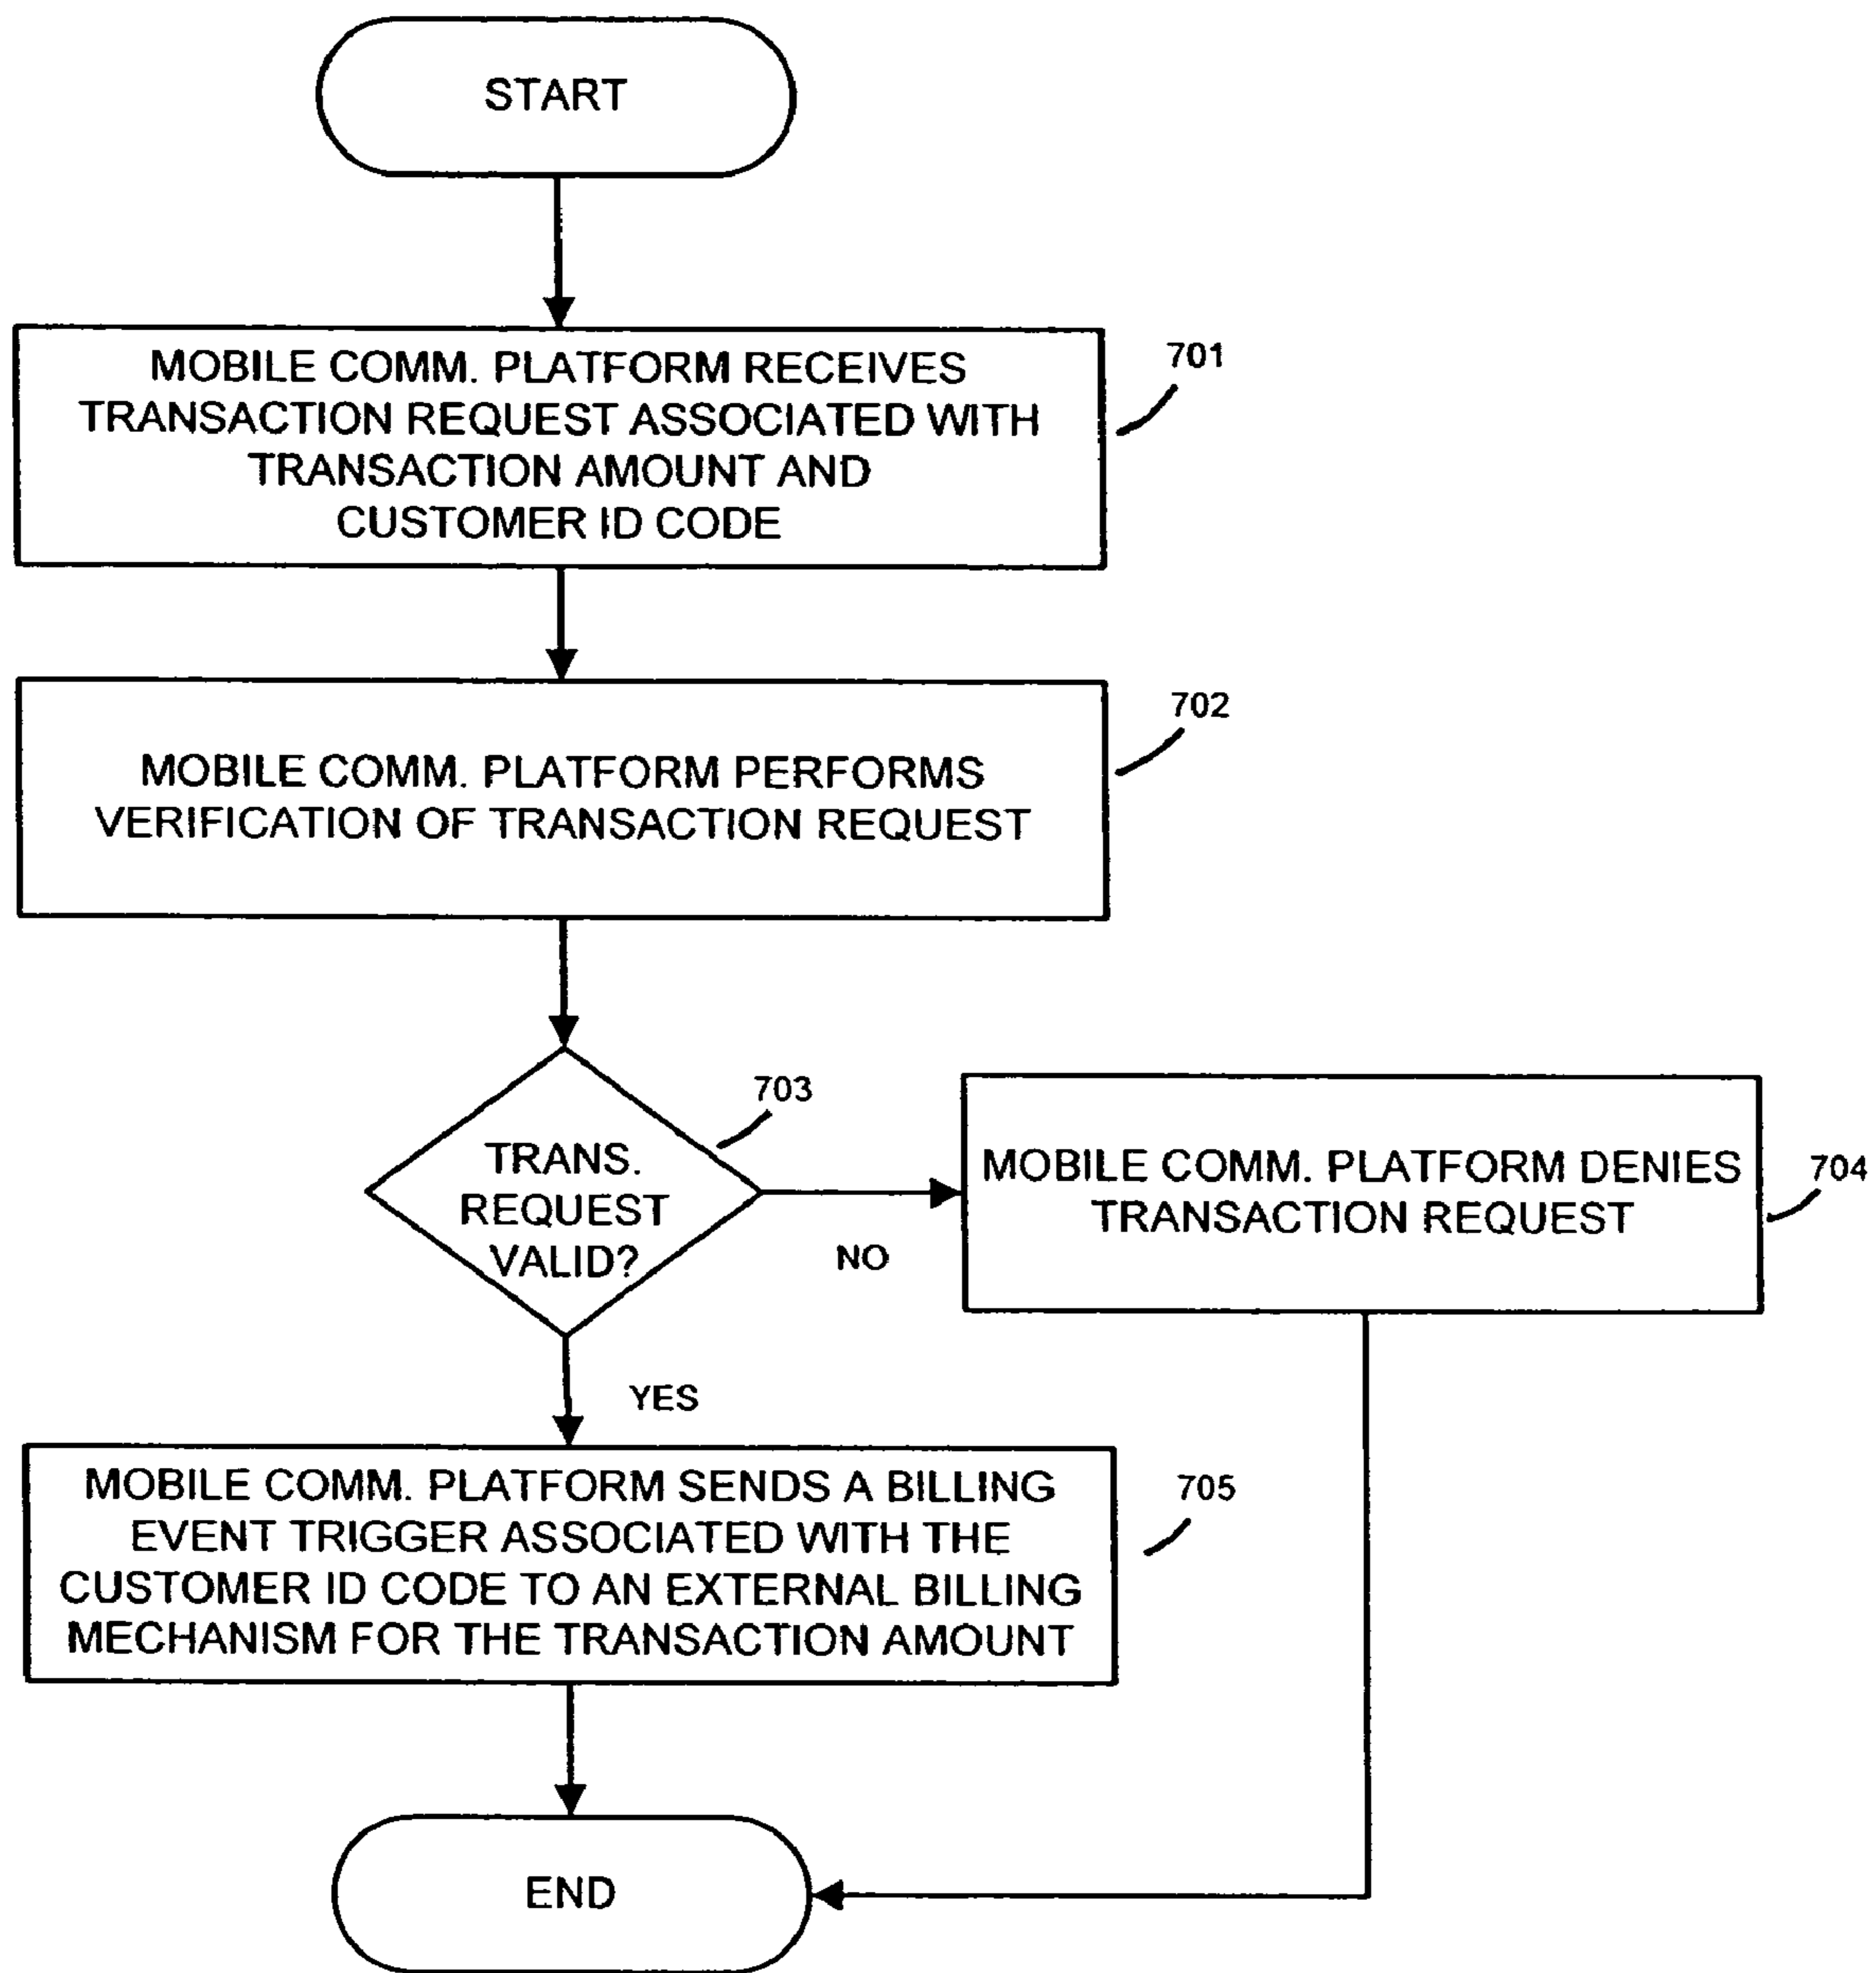 START
MOBILE COMM. PLATFORM RECEIVES
TRANSACTION REQUEST ASSOCIATED WITH
TRANSACTION AMOUNT AND
CUSTOMER ID CODE
701
MOBILE COMM. PLATFORM PERFORMS
VERIFICATION OF TRANSACTION REQUEST
702
TRANS.
REQUEST
VALID?
703
NO
MOBILE COMM. PLATFORM DENIES
TRANSACTION REQUEST
704
YES
MOBILE COMM. PLATFORM SENDS A BILLING
EVENT TRIGGER ASSOCIATED WITH THE
CUSTOMER ID CODE TO AN EXTERNAL BILLING
MECHANISM FOR THE TRANSACTION AMOUNT
705
END